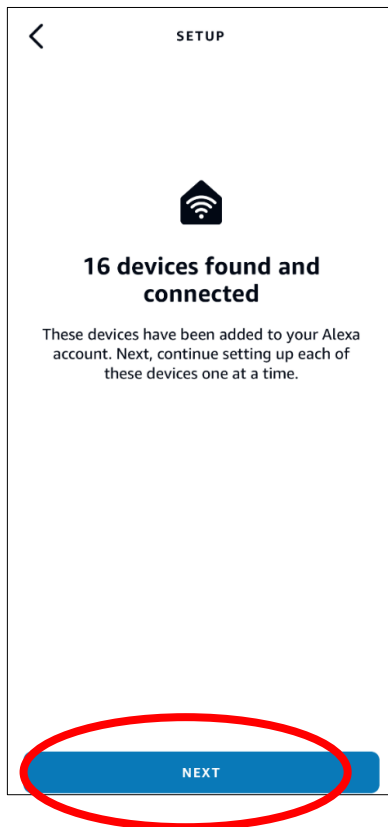 SETUP
16 devices found and
connected
These devices have been added to your Alexa
account. Next, continue setting up each of
these devices one at a time.
NEXT